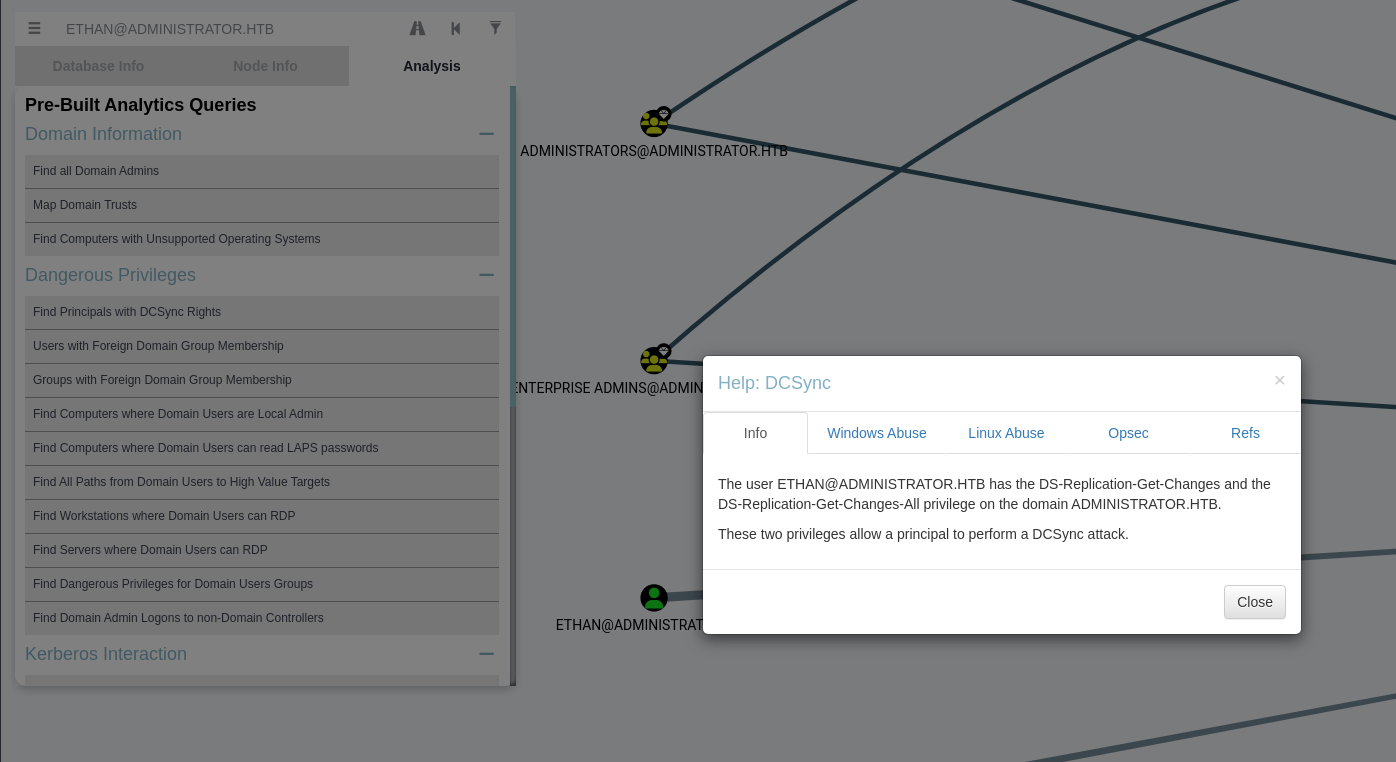 ETHAN@ADMINISTRATOR.HTB
Database Info
Node Info
Analysis
Pre-Built Analytics Queries
Domain Information
Find all Domain Admins
Map Domain Trusts
Find Computers with Unsupported Operating Systems
Dangerous Privileges
Find Principals with DCSync Rights
Users with Foreign Domain Group Membership
Groups with Foreign Domain Group Membership
Find Computers where Domain Users are Local Admin
Find Computers where Domain Users can read LAPS passwords
Find All Paths from Domain Users to High Value Targets
Find Workstations where Domain Users can RDP
Find Servers where Domain Users can RDP
Find Dangerous Privileges for Domain Users Groups
Find Domain Admin Logons to non-Domain Controllers
Kerberos Interaction
ADMINISTRATORS@ADMINISTRATOR.HTB
NTERPRISE ADMINS@ADMIN
ETHAN@ADMINISTRAT
Help: DCSync
×
Info
Windows Abuse
Linux Abuse
Opsec
Refs
The user ETHAN@ADMINISTRATOR.HTB has the DS-Replication-Get-Changes and the
DS-Replication-Get-Changes-All privilege on the domain ADMINISTRATOR.HTB.
These two privileges allow a principal to perform a DCSync attack.
Close